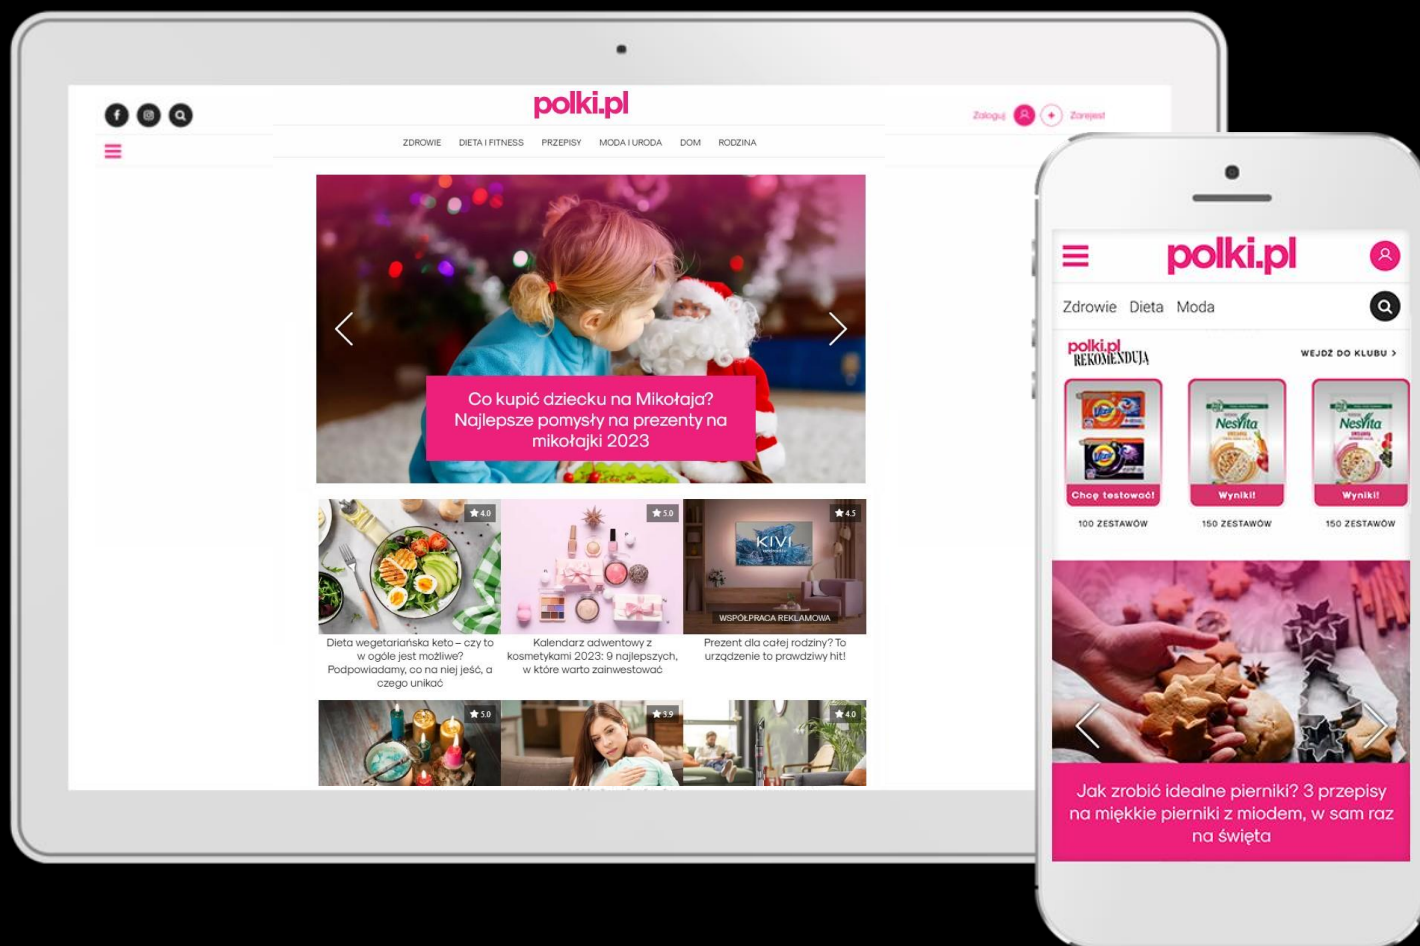 polki.pl
Zaloguj
Zarejest
ZDROWIE DIETA I FITNESS PRZEPISY MODA I URODA DOM RODZINA
Co kupić dziecku na Mikołaja?
Najlepsze pomysły na prezenty na
mikołajki 2023
4.0
5.0
4.5
KIVI
WSPÓŁPRACA REKLAMOWA
Dieta wegetariańska keto – czy to
w ogóle jest możliwe?
Podpowiadamy, co na niej jeść, a
czego unikać
Kalendarz adwentowy z
kosmetykami 2023: 9 najlepszych,
w które warto zainwestować
Prezent dla całej rodziny? To
urządzenie to prawdziwy hit!
5.0
3.9
4.0
polki.pl
Zdrowie Dieta Moda
polki.pl
REKOMENDUJĄ
WEJDŹ DO KLUBU >
NesVita
NesVita
Chcę testować!
Wyniki!
Wyniki!
100 ZESTAWÓW
150 ZESTAWÓW
150 ZESTAWÓW
Jak zrobić idealne pierniki? 3 przepisy
na miękkie pierniki z miodem, w sam raz
na święta